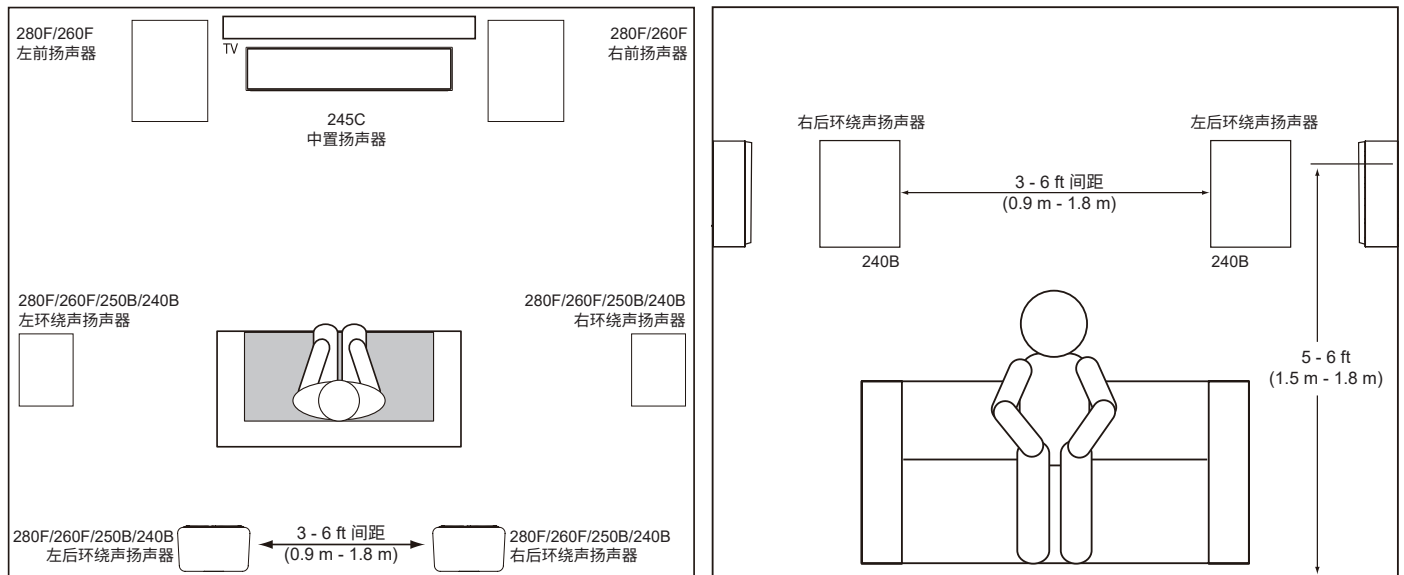 280F/260F
左前扬声器
TV
280F/260F
右前扬声器
245C
中置扬声器
280F/260F/250B/240B
左环绕声扬声器
280F/260F/250B/240B
右环绕声扬声器
280F/260F/250B/240B
左后环绕声扬声器
3 - 6 ft 间距
(0.9 m - 1.8 m)
280F/260F/250B/240B
右后环绕声扬声器
右后环绕声扬声器
左后环绕声扬声器
3 - 6 ft 间距
(0.9 m - 1.8 m)
240B
240B
5 - 6 ft
(1.5 m - 1.8 m)